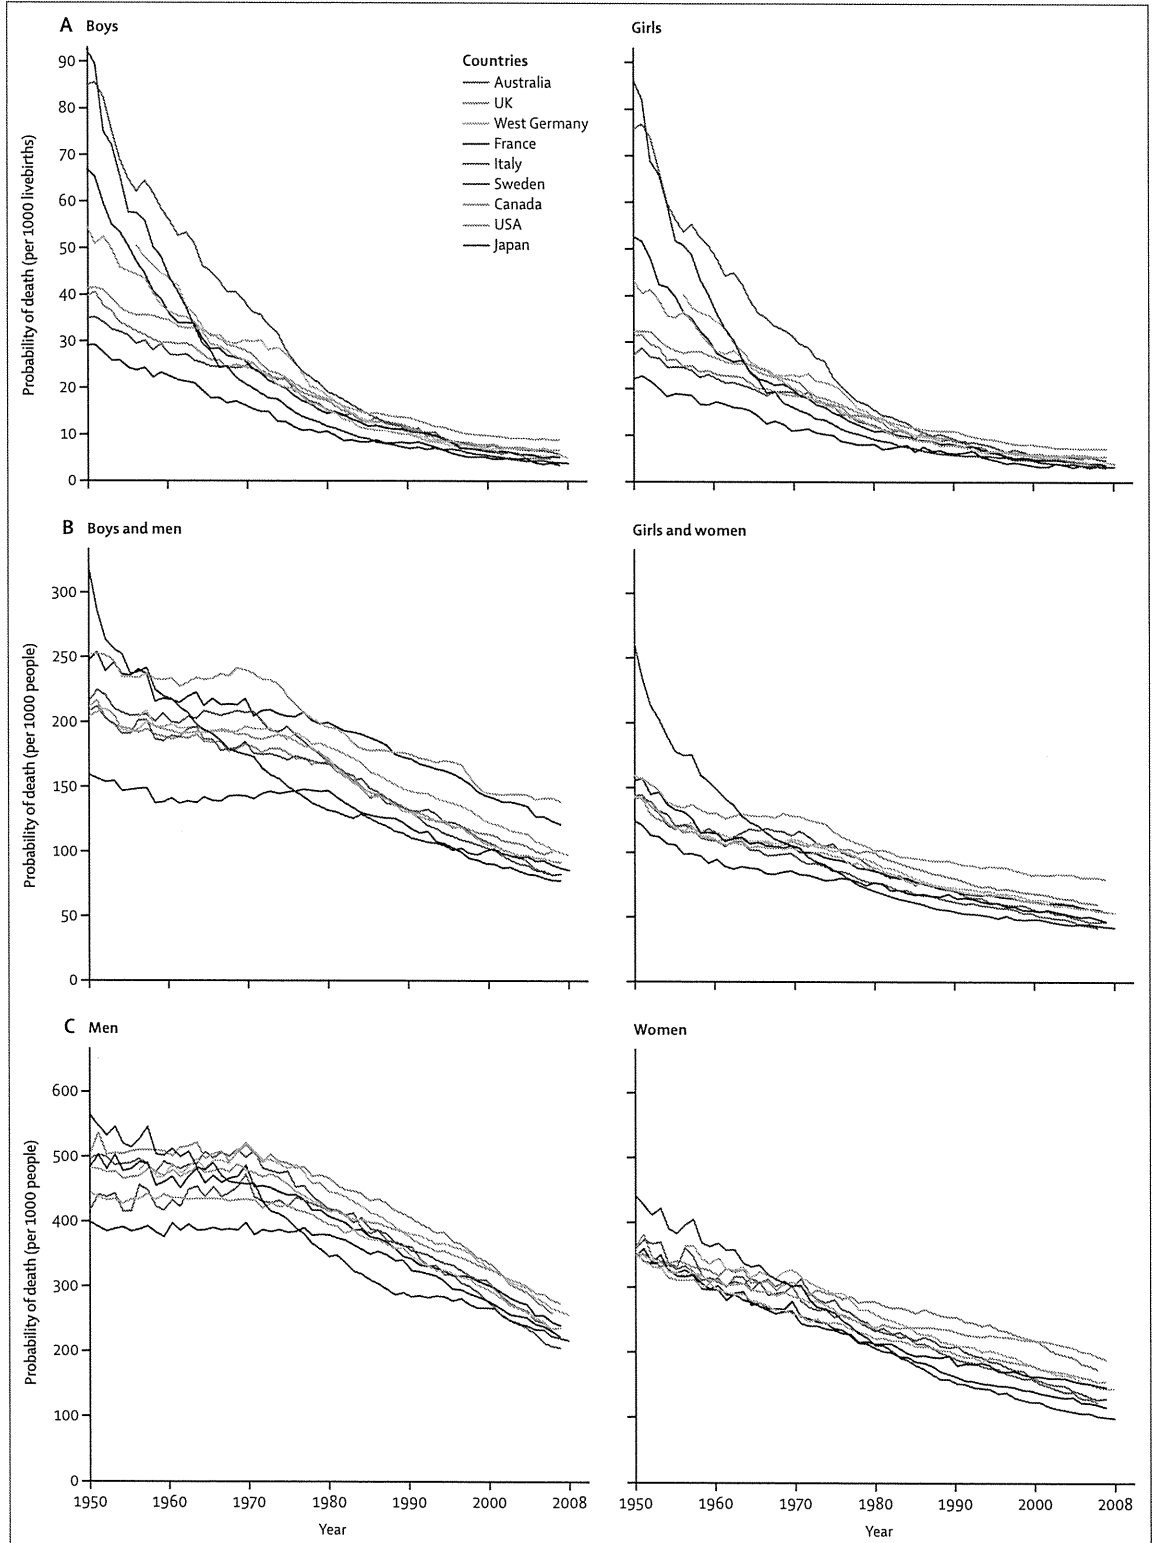 A Boys
Girls
Countries
Australia
UK
West Germany
France
Italy
Sweden
Canada
USA
Japan
Probability of death (per 1000 livebirths)
90
80
70
60
50
40
30
20
10
0
B Boys and men
Girls and women
Probability of death (per 1000 people)
300
250
200
150
100
50
0
C Men
Women
Probability of death (per 1000 people)
600
500
400
300
200
100
0
1950 1960 1970 1980 1990 2000 2008
Year
1950 1960 1970 1980 1990 2000 2008
Year